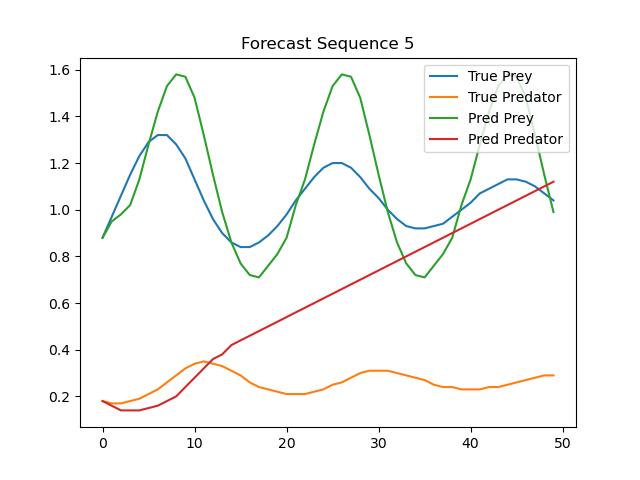 Forecast Sequence 5
True Prey
True Predator
Pred Prey
Pred Predator
1.6
1.4
1.2
1.0
0.8
0.6
0.4
0.2
0 10 20 30 40 50